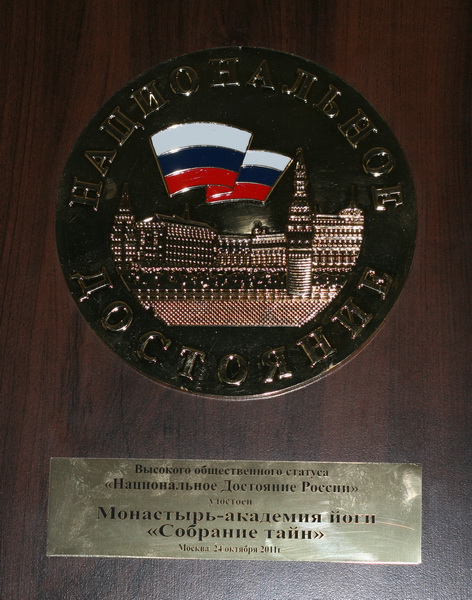 НАЦИОНАЛЬНОЕ
ДОСТОЯНИЕ
Высокого общественного статуса
«Национальное Достояние России»
удостоен
Монастырь-академия йоги
«Собрание тайн»
Москва. 24 октября 2011г